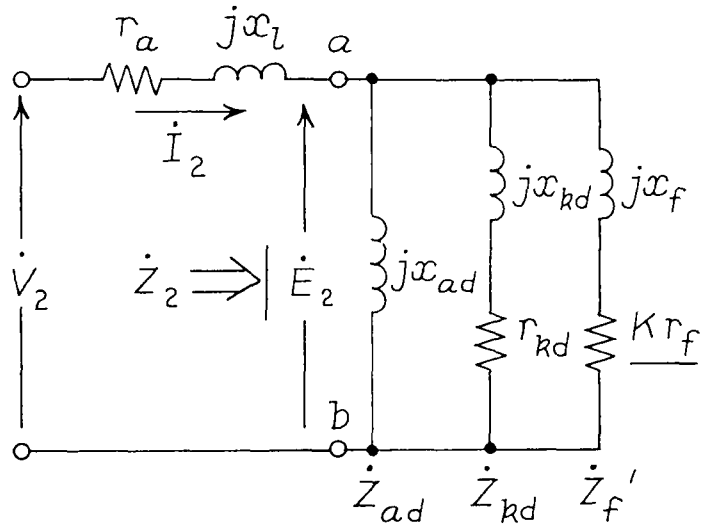 r_a jx_l a
İ_2
jx_kd jx_f
V̇_2 Ż_2 Ė_2 jx_ad
r_kd Kr_f
b
Ż_ad Ż_kd Ż_f'